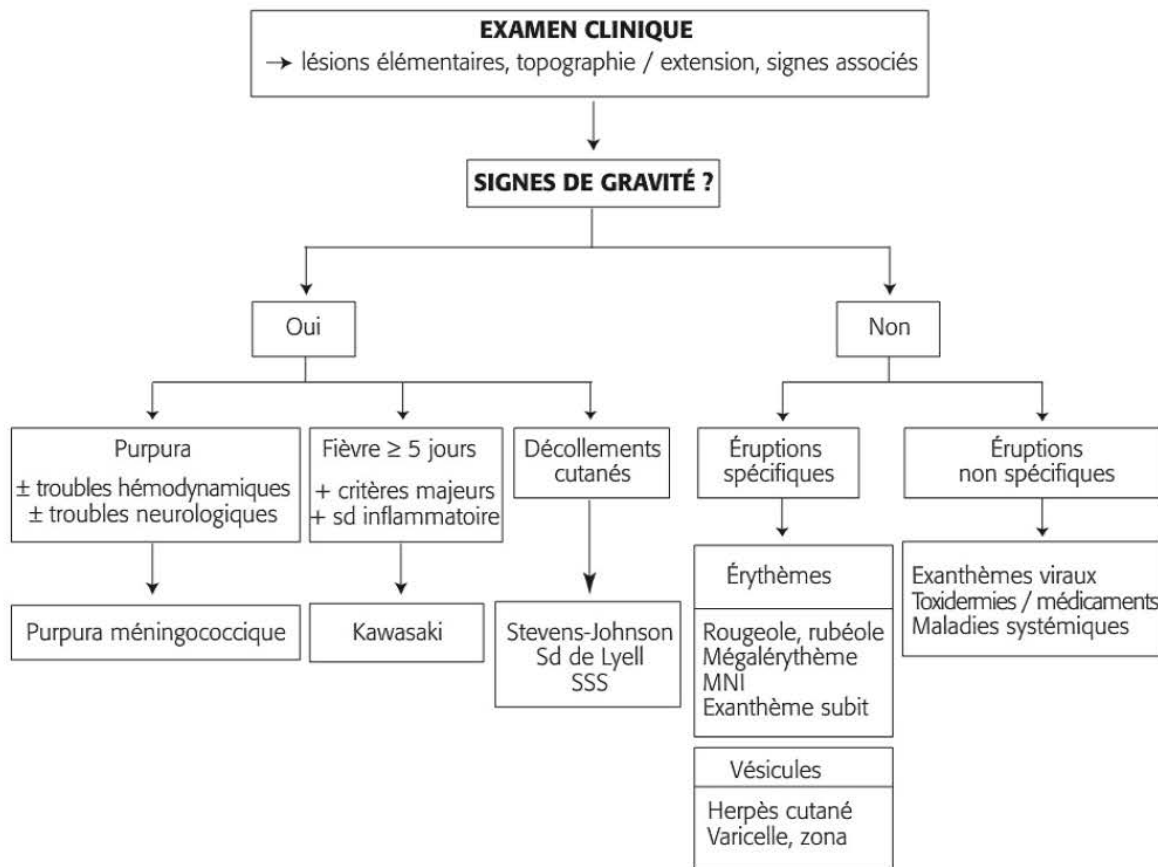 EXAMEN CLINIQUE
→ lésions élémentaires, topographie / extension, signes associés
SIGNES DE GRAVITÉ ?
Oui
Non
Purpura
± troubles hémodynamiques
± troubles neurologiques
Fièvre ≥ 5 jours
+ critères majeurs
+ sd inflammatoire
Décollements
cutanés
Éruptions
spécifiques
Éruptions
non spécifiques
Purpura méningococcique
Kawasaki
Stevens-Johnson
Sd de Lyell
SSS
Érythèmes
Rougeole, rubéole
Mégalérythème
MNI
Exanthème subit
Exanthèmes viraux
Toxidermies / médicaments
Maladies systémiques
Vésicules
Herpès cutané
Varicelle, zona